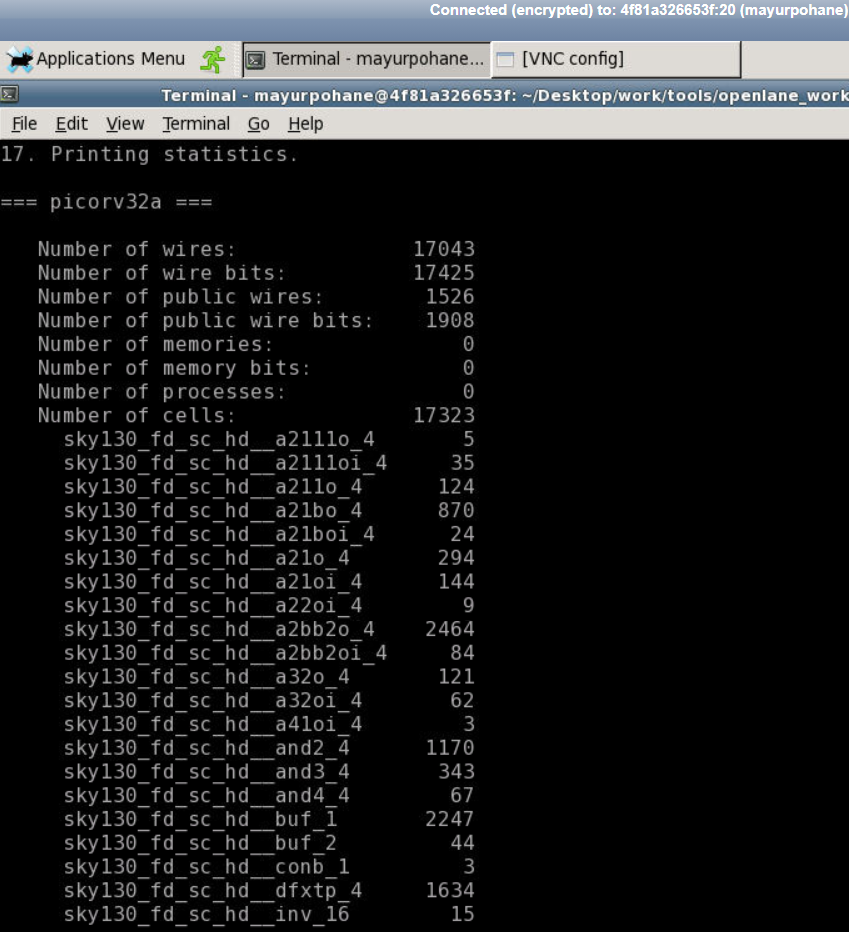 Connected (encrypted) to: 4f81a326653f:20 (mayurpohane)
Applications Menu Terminal - mayurpohane... [VNC config]
Terminal - mayurpohane@4f81a326653f: ~/Desktop/work/tools/openlane_work
File Edit View Terminal Go Help
17. Printing statistics.
=== picorv32a ===
Number of wires: 17043
Number of wire bits: 17425
Number of public wires: 1526
Number of public wire bits: 1908
Number of memories: 0
Number of memory bits: 0
Number of processes: 0
Number of cells: 17323
sky130_fd_sc_hd__a2111o_4 5
sky130_fd_sc_hd__a2111oi_4 35
sky130_fd_sc_hd__a211o_4 124
sky130_fd_sc_hd__a21bo_4 870
sky130_fd_sc_hd__a21boi_4 24
sky130_fd_sc_hd__a21o_4 294
sky130_fd_sc_hd__a21oi_4 144
sky130_fd_sc_hd__a22oi_4 9
sky130_fd_sc_hd__a2bb2o_4 2464
sky130_fd_sc_hd__a2bb2oi_4 84
sky130_fd_sc_hd__a32o_4 121
sky130_fd_sc_hd__a32oi_4 62
sky130_fd_sc_hd__a41oi_4 3
sky130_fd_sc_hd__and2_4 1170
sky130_fd_sc_hd__and3_4 343
sky130_fd_sc_hd__and4_4 67
sky130_fd_sc_hd__buf_1 2247
sky130_fd_sc_hd__buf_2 44
sky130_fd_sc_hd__conb_1 3
sky130_fd_sc_hd__dfxtp_4 1634
sky130_fd_sc_hd__inv_16 15